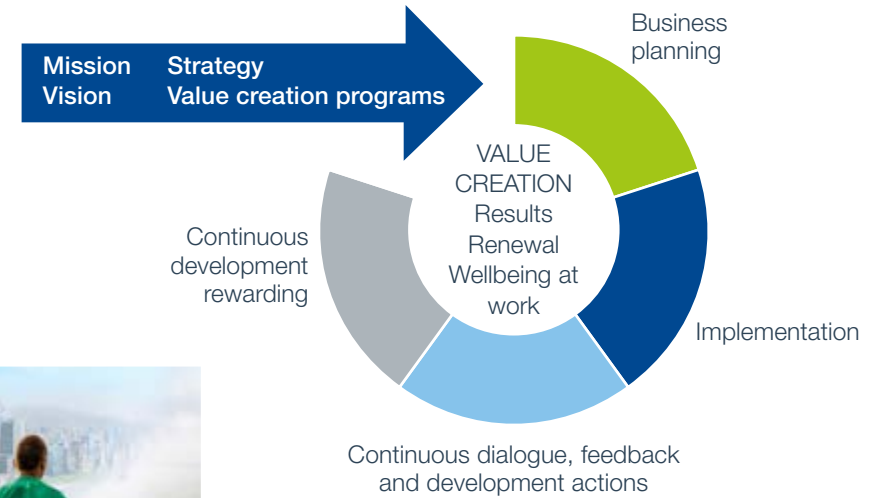 Mission Strategy
Vision Value creation programs
Business
planning
VALUE
CREATION
Results
Renewal
Wellbeing at
work
Continuous
development
rewarding
Implementation
Continuous dialogue, feedback
and development actions